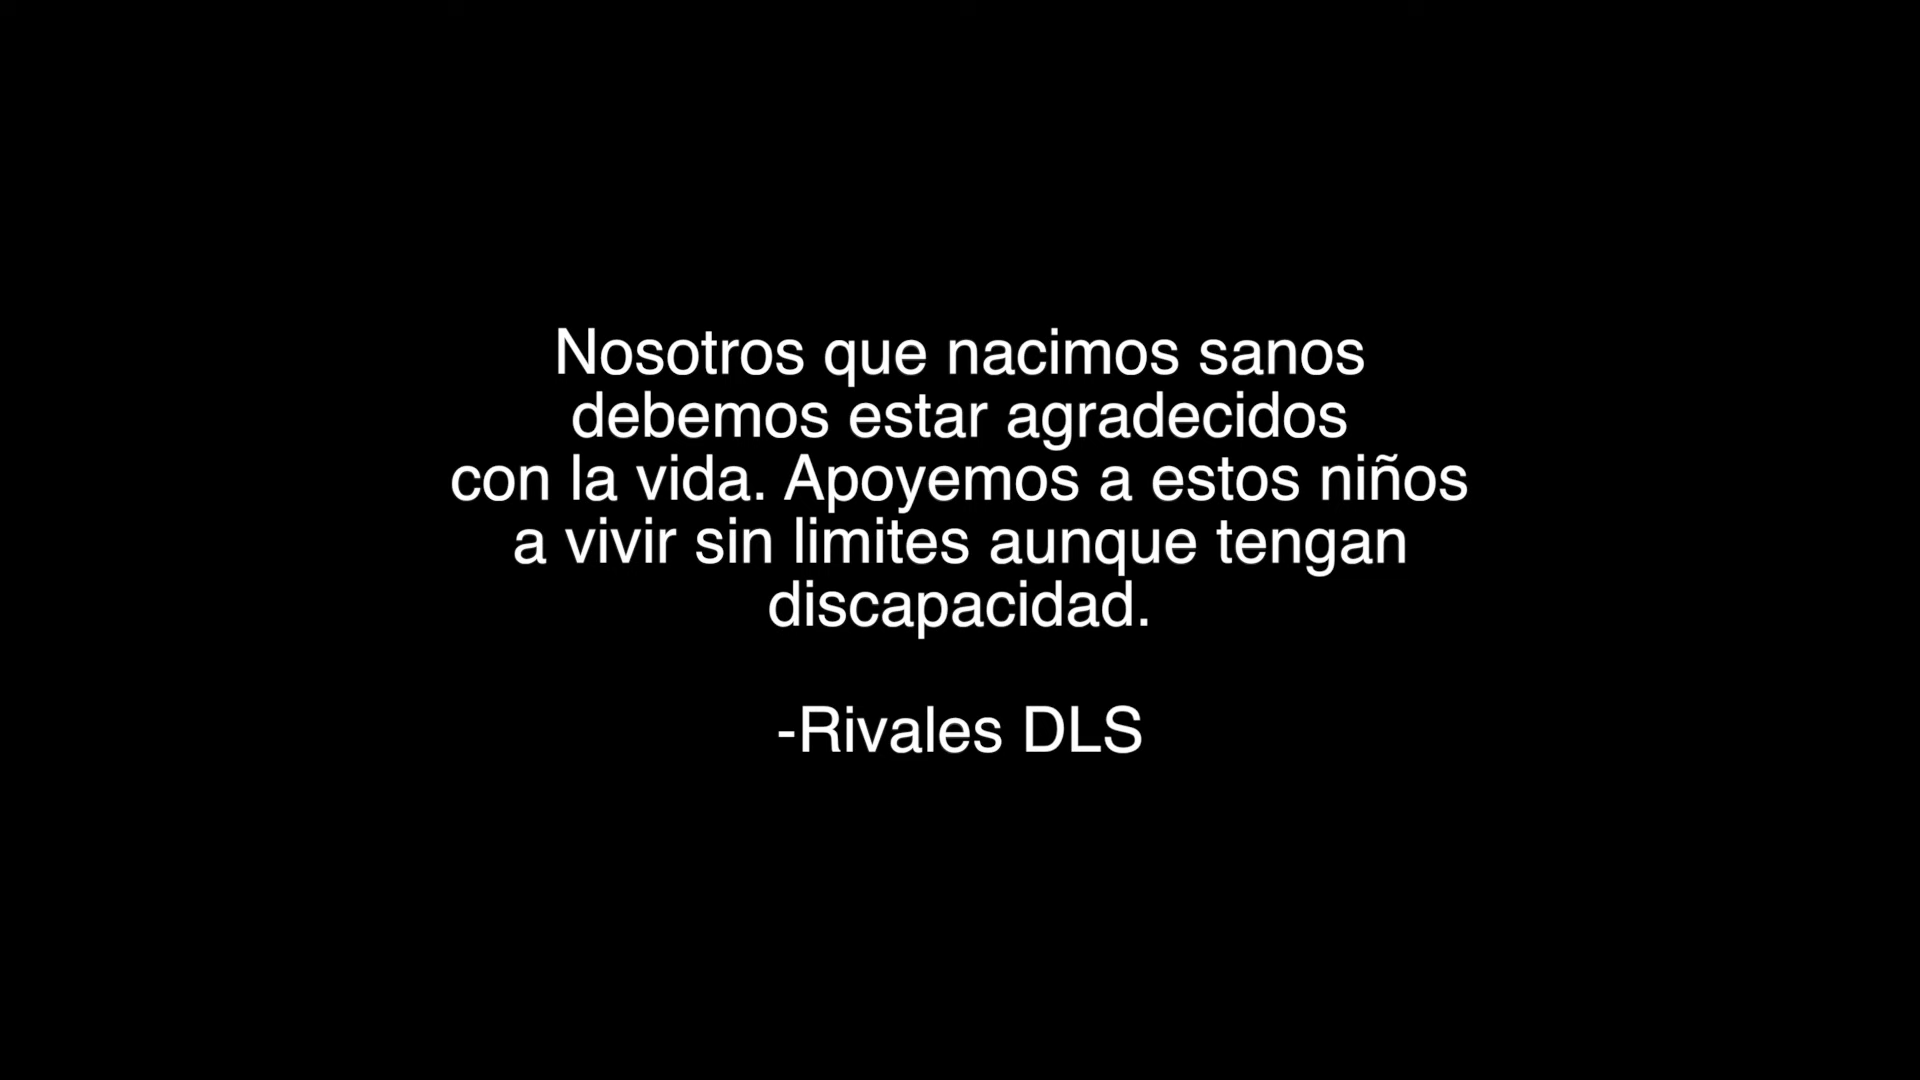 Nosotros que nacimos sanos
debemos estar agradecidos
con la vida. Apoyemos a estos niños
a vivir sin limites aunque tengan
discapacidad.
-Rivales DLS